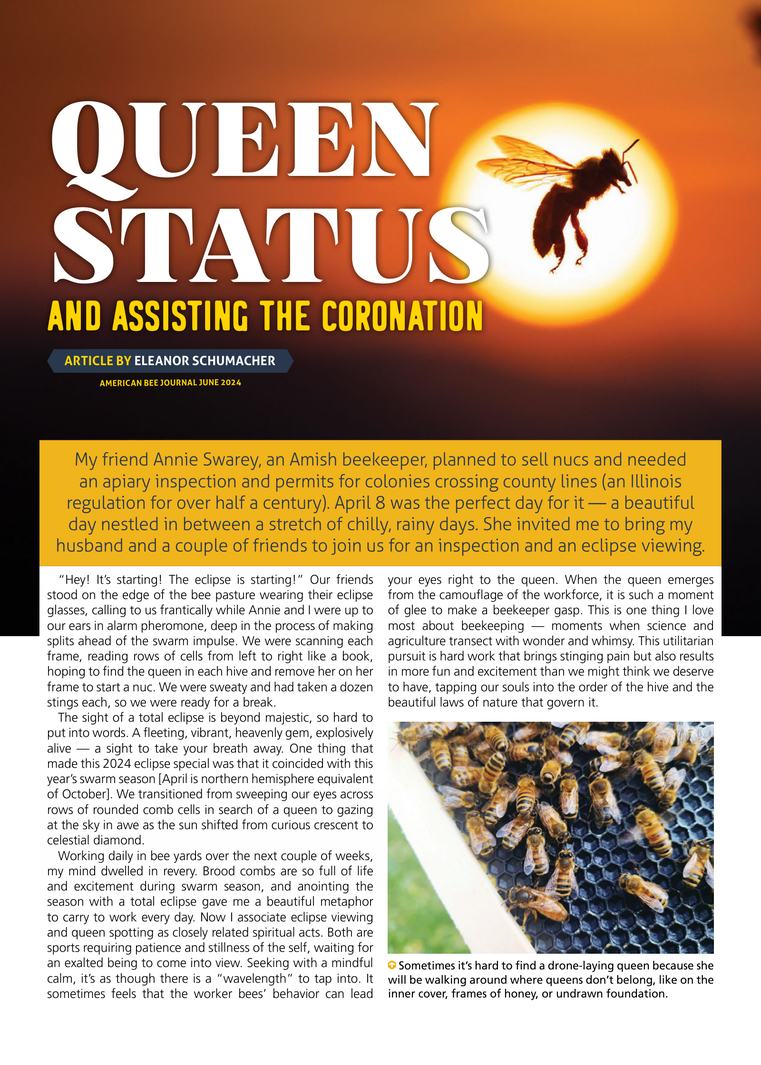 QUEEN
STATUS
AND ASSISTING THE CORONATION
ARTICLE BY ELEANOR SCHUMACHER
AMERICAN BEE JOURNAL JUNE 2024
My friend Annie Swarey, an Amish beekeeper, planned to sell nucs and needed
an apiary inspection and permits for colonies crossing county lines (an Illinois
regulation for over half a century). April 8 was the perfect day for it — a beautiful
day nestled in between a stretch of chilly, rainy days. She invited me to bring my
husband and a couple of friends to join us for an inspection and an eclipse viewing.
“Hey! It’s starting! The eclipse is starting!” Our friends
stood on the edge of the bee pasture wearing their eclipse
glasses, calling to us frantically while Annie and I were up to
our ears in alarm pheromone, deep in the process of making
splits ahead of the swarm impulse. We were scanning each
frame, reading rows of cells from left to right like a book,
hoping to find the queen in each hive and remove her on her
frame to start a nuc. We were sweaty and had taken a dozen
stings each, so we were ready for a break.
The sight of a total eclipse is beyond majestic, so hard to
put into words. A fleeting, vibrant, heavenly gem, explosively
alive — a sight to take your breath away. One thing that
made this 2024 eclipse special was that it coincided with this
year’s swarm season [April is northern hemisphere equivalent
of October]. We transitioned from sweeping our eyes across
rows of rounded comb cells in search of a queen to gazing
at the sky in awe as the sun shifted from curious crescent to
celestial diamond.
Working daily in bee yards over the next couple of weeks,
my mind dwelled in revery. Brood combs are so full of life
and excitement during swarm season, and anointing the
season with a total eclipse gave me a beautiful metaphor
to carry to work every day. Now I associate eclipse viewing
and queen spotting as closely related spiritual acts. Both are
sports requiring patience and stillness of the self, waiting for
an exalted being to come into view. Seeking with a mindful
calm, it’s as though there is a “wavelength” to tap into. It
sometimes feels that the worker bees’ behavior can lead
your eyes right to the queen. When the queen emerges
from the camouflage of the workforce, it is such a moment
of glee to make a beekeeper gasp. This is one thing I love
most about beekeeping — moments when science and
agriculture transect with wonder and whimsy. This utilitarian
pursuit is hard work that brings stinging pain but also results
in more fun and excitement than we might think we deserve
to have, tapping our souls into the order of the hive and the
beautiful laws of nature that govern it.
Sometimes it’s hard to find a drone-laying queen because she
will be walking around where queens don’t belong, like on the
inner cover, frames of honey, or undrawn foundation.